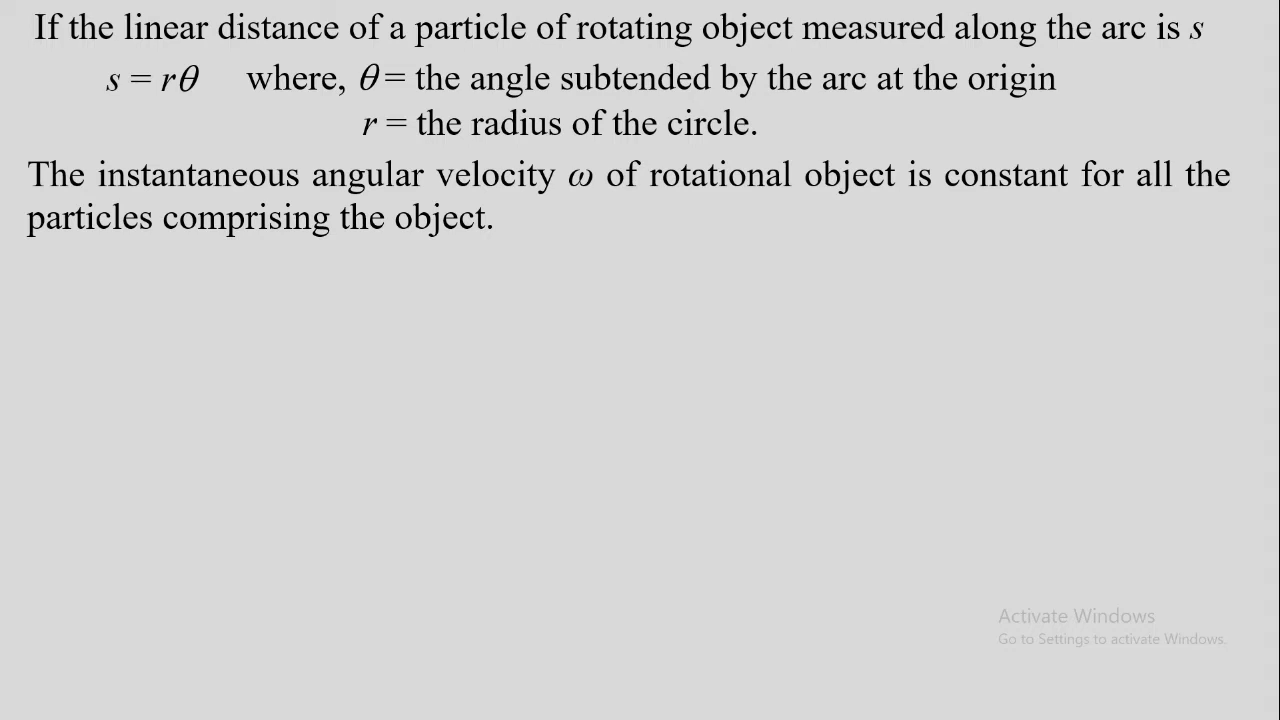 If the linear distance of a particle of rotating object measured along the arc is s
s = rθ where, θ = the angle subtended by the arc at the origin
r = the radius of the circle.
The instantaneous angular velocity ω of rotational object is constant for all the
particles comprising the object.
Activate Windows
Go to Settings to activate Windows.